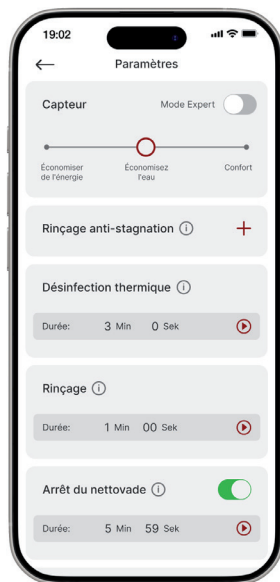 19:02
Paramètres
Capteur Mode Expert
Économiser de l'énergie
Économisez l'eau
Confort
Rinçage anti-stagnation
Désinfection thermique
Durée: 3 Min 0 Sek
Rinçage
Durée: 1 Min 00 Sek
Arrêt du nettovade
Durée: 5 Min 59 Sek